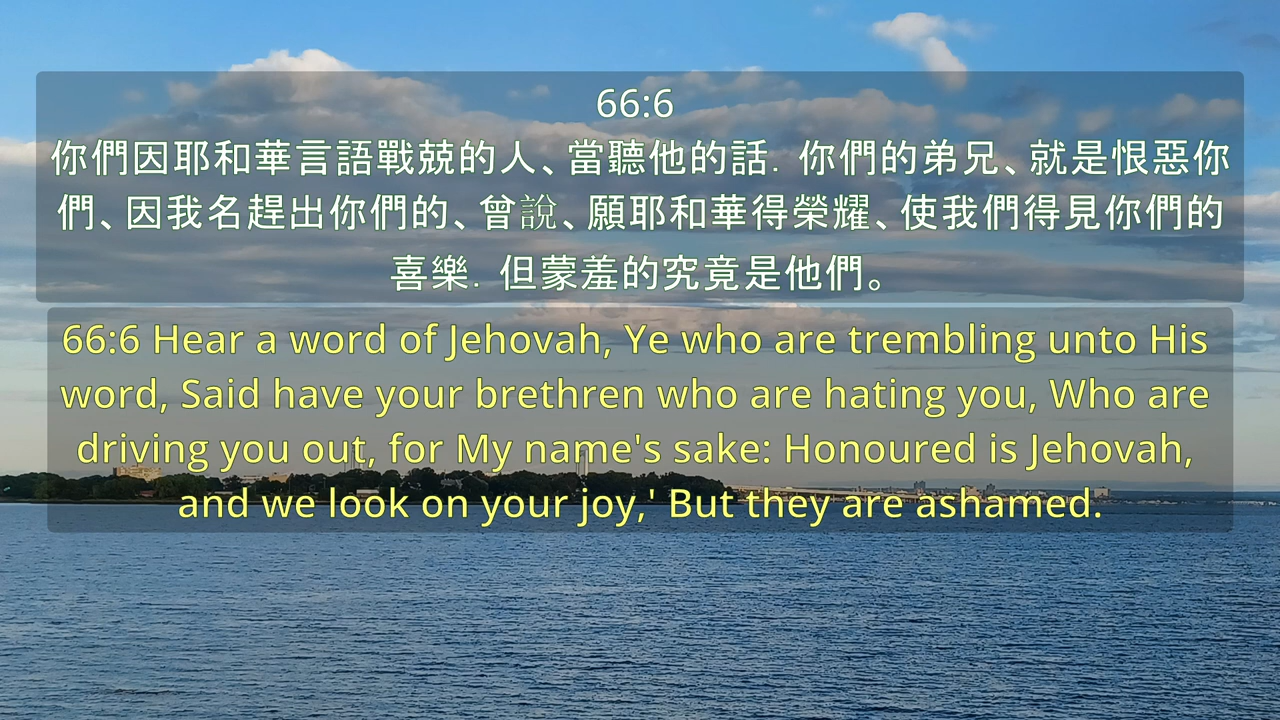 66:6
你們因耶和華言語戰兢的人、當聽他的話. 你們的弟兄、就是恨惡你
們、因我名趕出你們的、曾說、願耶和華得榮耀、使我們得見你們的
喜樂. 但蒙羞的究竟是他們。
66:6 Hear a word of Jehovah, Ye who are trembling unto His
word, Said have your brethren who are hating you, Who are
driving you out, for My name's sake: Honoured is Jehovah,
and we look on your joy,' But they are ashamed.